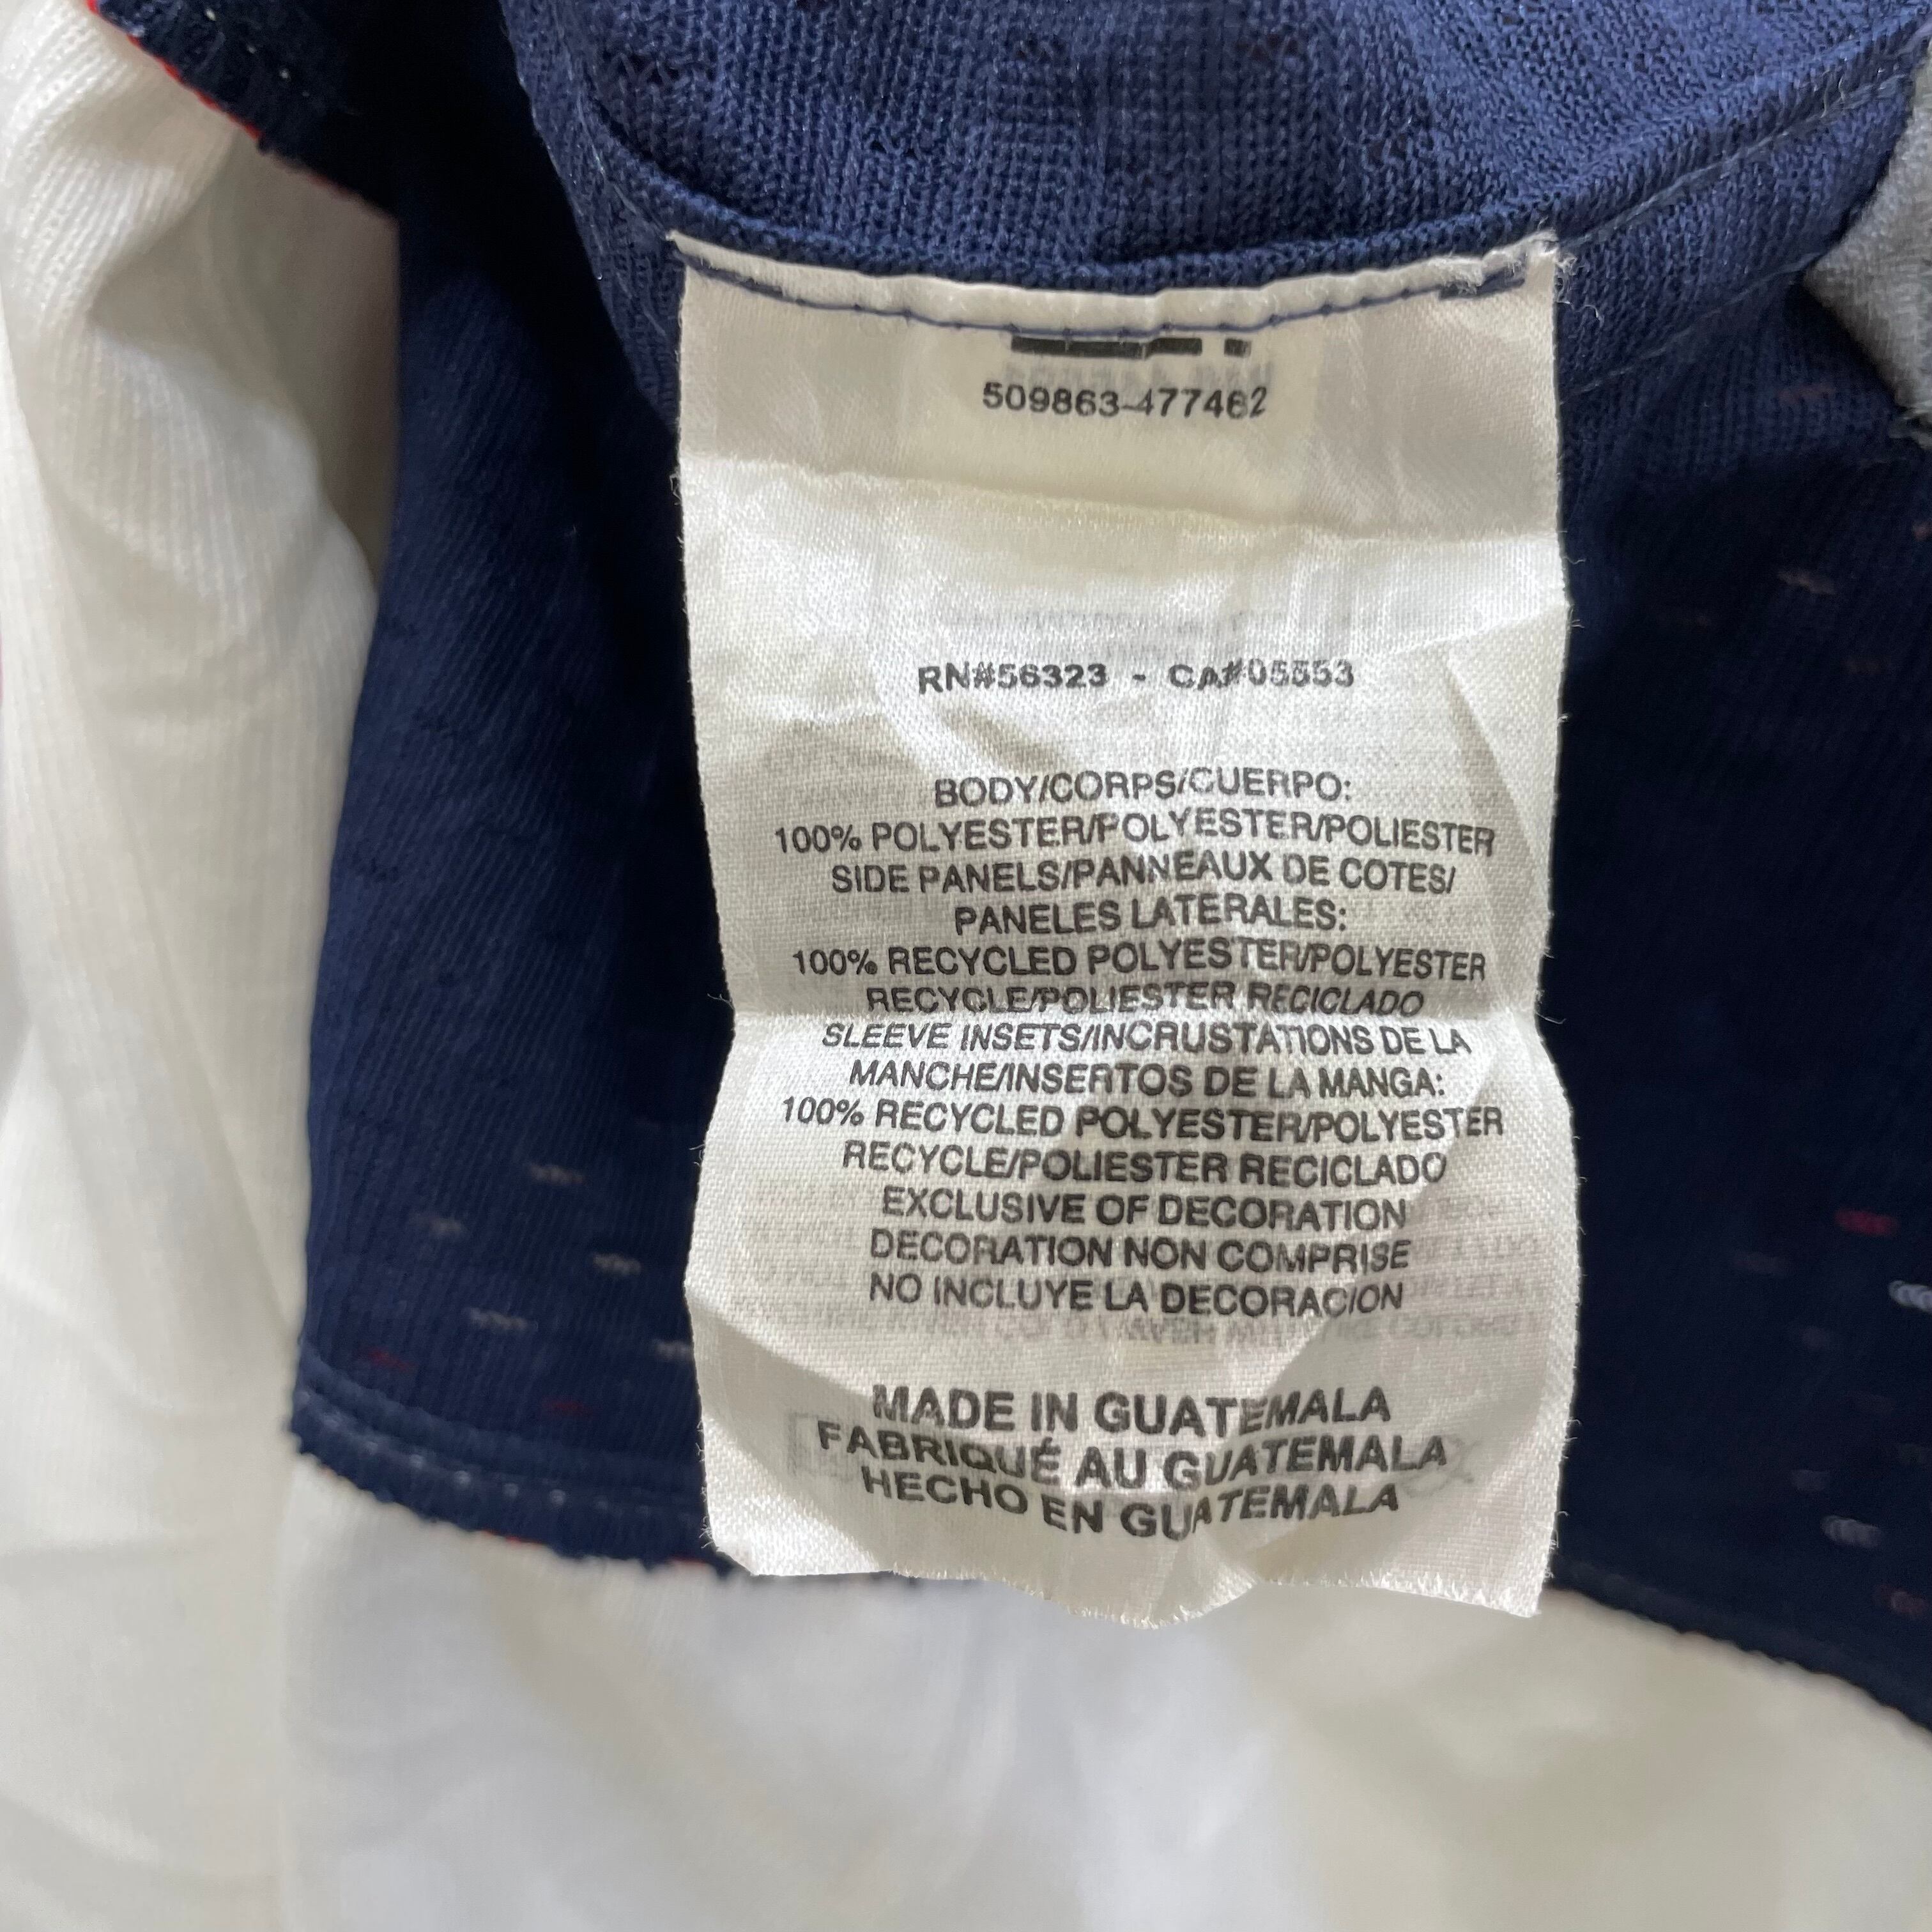 509863-477462
RN#56323 - CA#05553
BODY/CORPS/CUERPO:
100% POLYESTER/POLYESTER/POLIESTER
SIDE PANELS/PANNEAUX DE COTES/
PANELES LATERALES:
100% RECYCLED POLYESTER/POLYESTER
RECYCLE/POLIESTER RECICLADO
SLEEVE INSETS/INCRUSTATIONS DE LA
MANCHE/INSERTOS DE LA MANGA:
100% RECYCLED POLYESTER/POLYESTER
RECYCLE/POLIESTER RECICLADO
EXCLUSIVE OF DECORATION
DECORATION NON COMPRISE
NO INCLUYE LA DECORACION
MADE IN GUATEMALA
FABRIQUÉ AU GUATEMALA
HECHO EN GUATEMALA